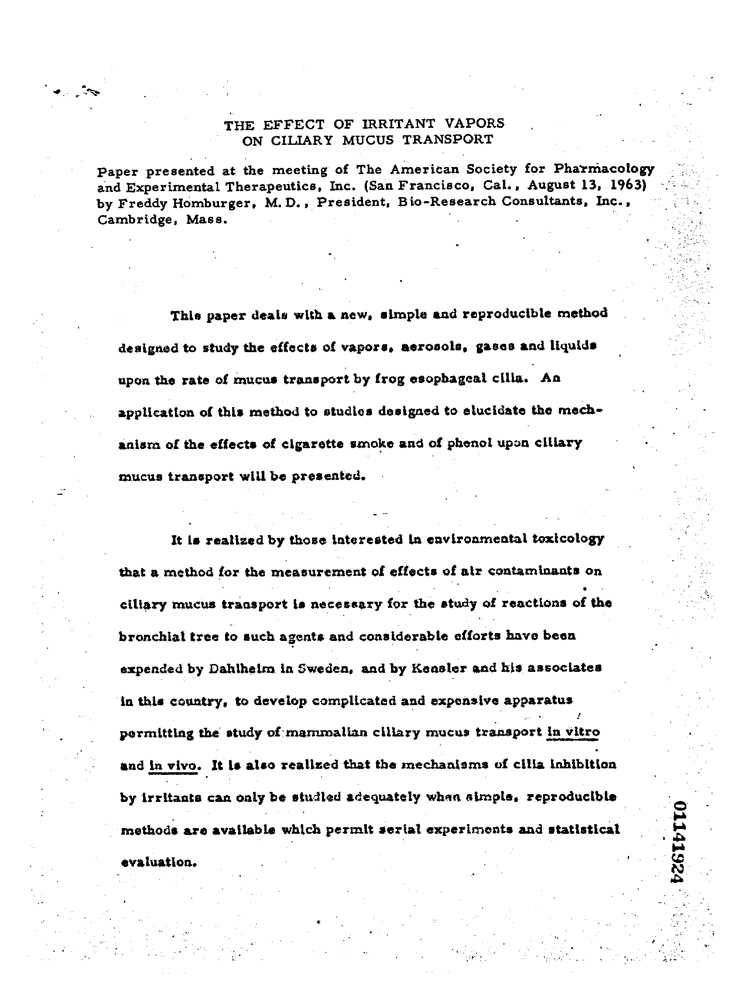 THE EFFECT OF IRRITANT VAPORS
ON CILIARY MUCUS TRANSPORT
Paper presented at the meeting of The American Society for Pharmacology
and Experimental Therapeutics, Inc. (San Francisco, Cal., August 13, 1963)
by Freddy Homburger, M.D., President, Bio-Research Consultants, Inc.,
Cambridge, Mass.
This paper deals with a new, simple and reproducible method
designed to study the effects of vapors, aerosols, gases and liquids
upon the rate of mucus transport by frog esophageal cilia. An
application of this method to studies designed to elucidate the mech-
anism of the effects of cigarette smoke and of phenol upon ciliary
mucus transport will be presented.
It is realized by those interested in environmental toxicology
that a method for the measurement of effects of air contaminants on
ciliary mucus transport is necessary for the study of reactions of the
bronchial tree to such agents and considerable efforts have been
expended by Dahlhelm in Sweden, and by Kensler and his associates
in this country, to develop complicated and expensive apparatus
permitting the study of mammalian ciliary mucus transport in vitro
and in vivo. It is also realized that the mechanisms of cilia inhibition
by irritants can only be studied adequately when simple, reproducible
methods are available which permit serial experiments and statistical
evaluation.
01141924